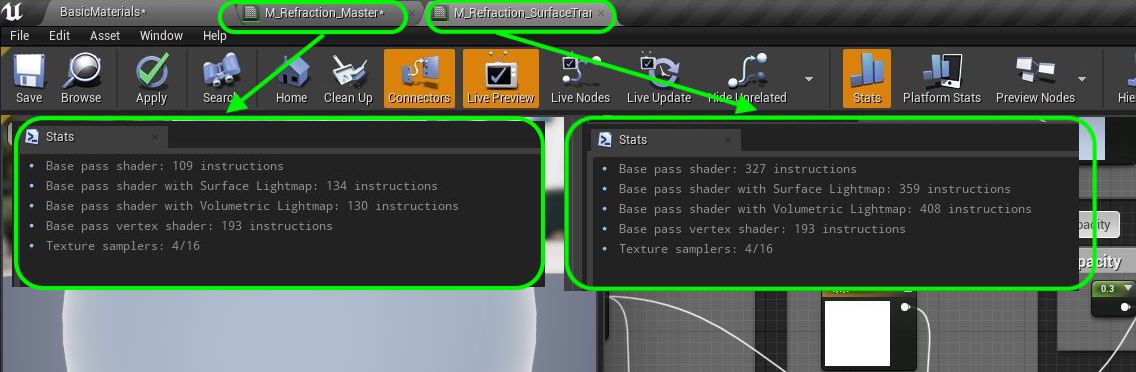 BasicMaterials*
M_Refraction_Master*
M_Refraction_SurfaceTrar
File Edit Asset Window Help
Save Browse Apply Search Home Clean Up Connectors Live Preview Live Nodes Live Update Hide Unrelated Stats Platform Stats Preview Nodes Hie
Stats
Base pass shader: 109 instructions
Base pass shader with Surface Lightmap: 134 instructions
Base pass shader with Volumetric Lightmap: 130 instructions
Base pass vertex shader: 193 instructions
Texture samplers: 4/16
Stats
Base pass shader: 327 instructions
Base pass shader with Surface Lightmap: 359 instructions
Base pass shader with Volumetric Lightmap: 408 instructions
Base pass vertex shader: 193 instructions
Texture samplers: 4/16
pacity
pacity
0.3